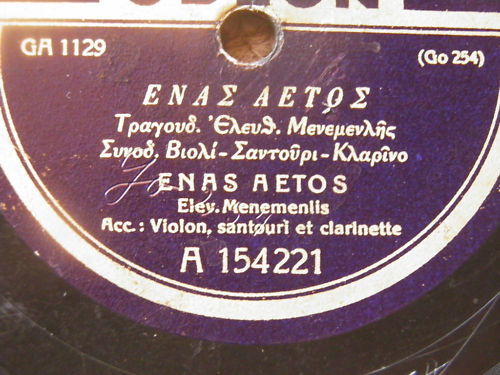 GA 1129
(Go 254)
ΕΝΑΣ ΑΕΤΟΣ
Τραγουδ. Ἐλευθ. Μενεμενλῆς
Συνοδ. Βιολί-Σαντοῦρι-Κλαρῖνο
ENAS AETOS
Elev. Menemenlis
Acc.: Violon, santouri et clarinette
A 154221